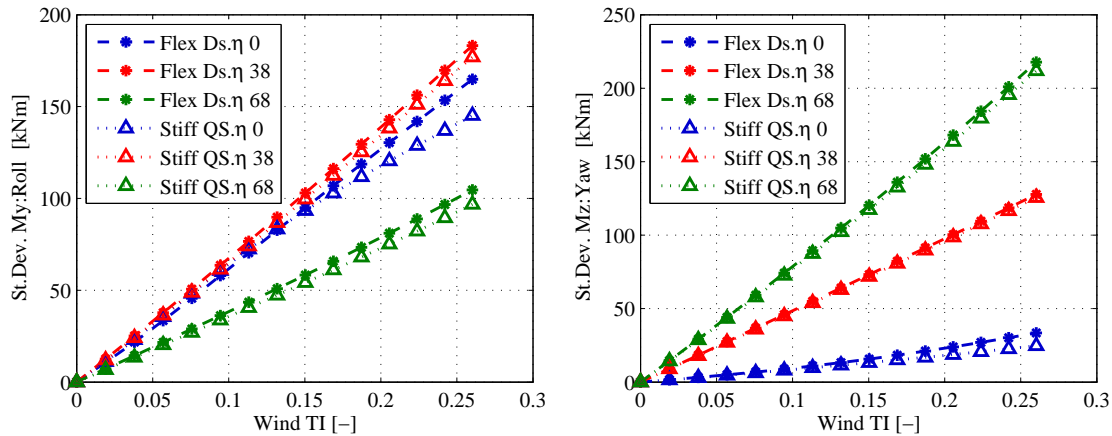 200
150
100
50
0
St.Dev. My:Roll [kNm]
Flex Ds.η 0
Flex Ds.η 38
Flex Ds.η 68
Stiff QS.η 0
Stiff QS.η 38
Stiff QS.η 68
0 0.05 0.1 0.15 0.2 0.25 0.3
Wind TI [−]
250
200
150
100
50
0
St.Dev. Mz:Yaw [kNm]
Flex Ds.η 0
Flex Ds.η 38
Flex Ds.η 68
Stiff QS.η 0
Stiff QS.η 38
Stiff QS.η 68
0 0.05 0.1 0.15 0.2 0.25 0.3
Wind TI [−]